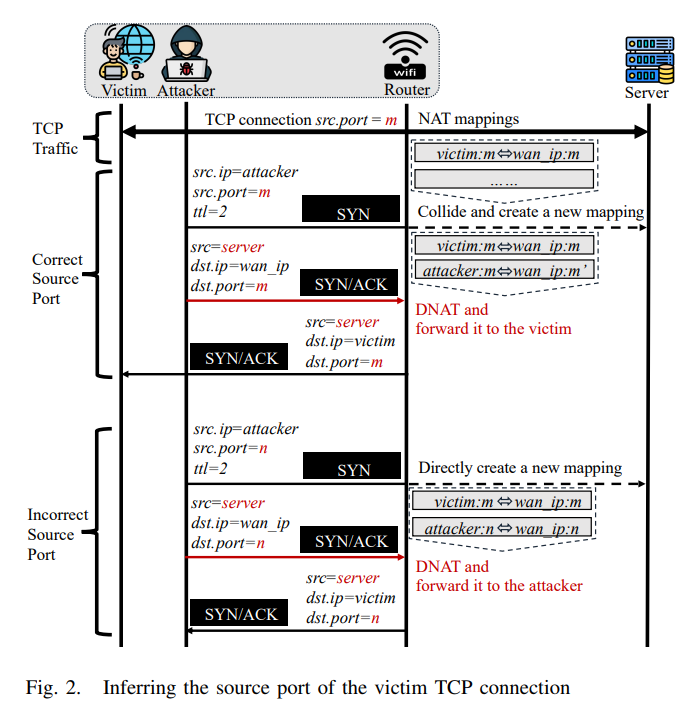 Victim Attacker
wifi
Router
Server
TCP
Traffic
TCP connection src.port = m
NAT mappings
victim:m⇔wan_ip:m
... ...
Correct
Source
Port
src.ip=attacker
src.port=m
ttl=2
SYN
Collide and create a new mapping
src=server
dst.ip=wan_ip
dst.port=m
SYN/ACK
victim:m⇔wan_ip:m
attacker:m⇔wan_ip:m’
DNAT and
forward it to the victim
src=server
dst.ip=victim
dst.port=m
SYN/ACK
Incorrect
Source
Port
src.ip=attacker
src.port=n
ttl=2
SYN
Directly create a new mapping
src=server
dst.ip=wan_ip
dst.port=n
SYN/ACK
victim:m⇔wan_ip:m
attacker:n⇔wan_ip:n
DNAT and
forward it to the attacker
src=server
dst.ip=victim
dst.port=n
SYN/ACK
Fig. 2. Inferring the source port of the victim TCP connection